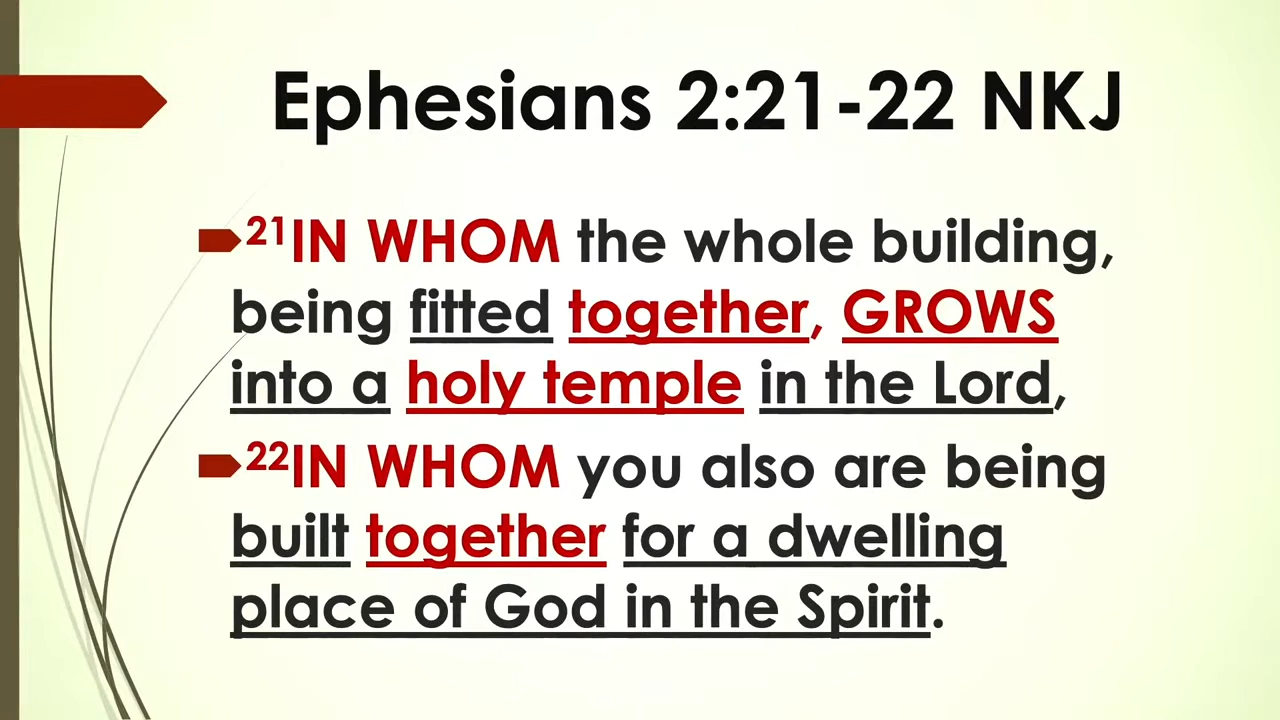 Ephesians 2:21-22 NKJ
21IN WHOM the whole building,
being fitted together, GROWS
into a holy temple in the Lord,
22IN WHOM you also are being
built together for a dwelling
place of God in the Spirit.